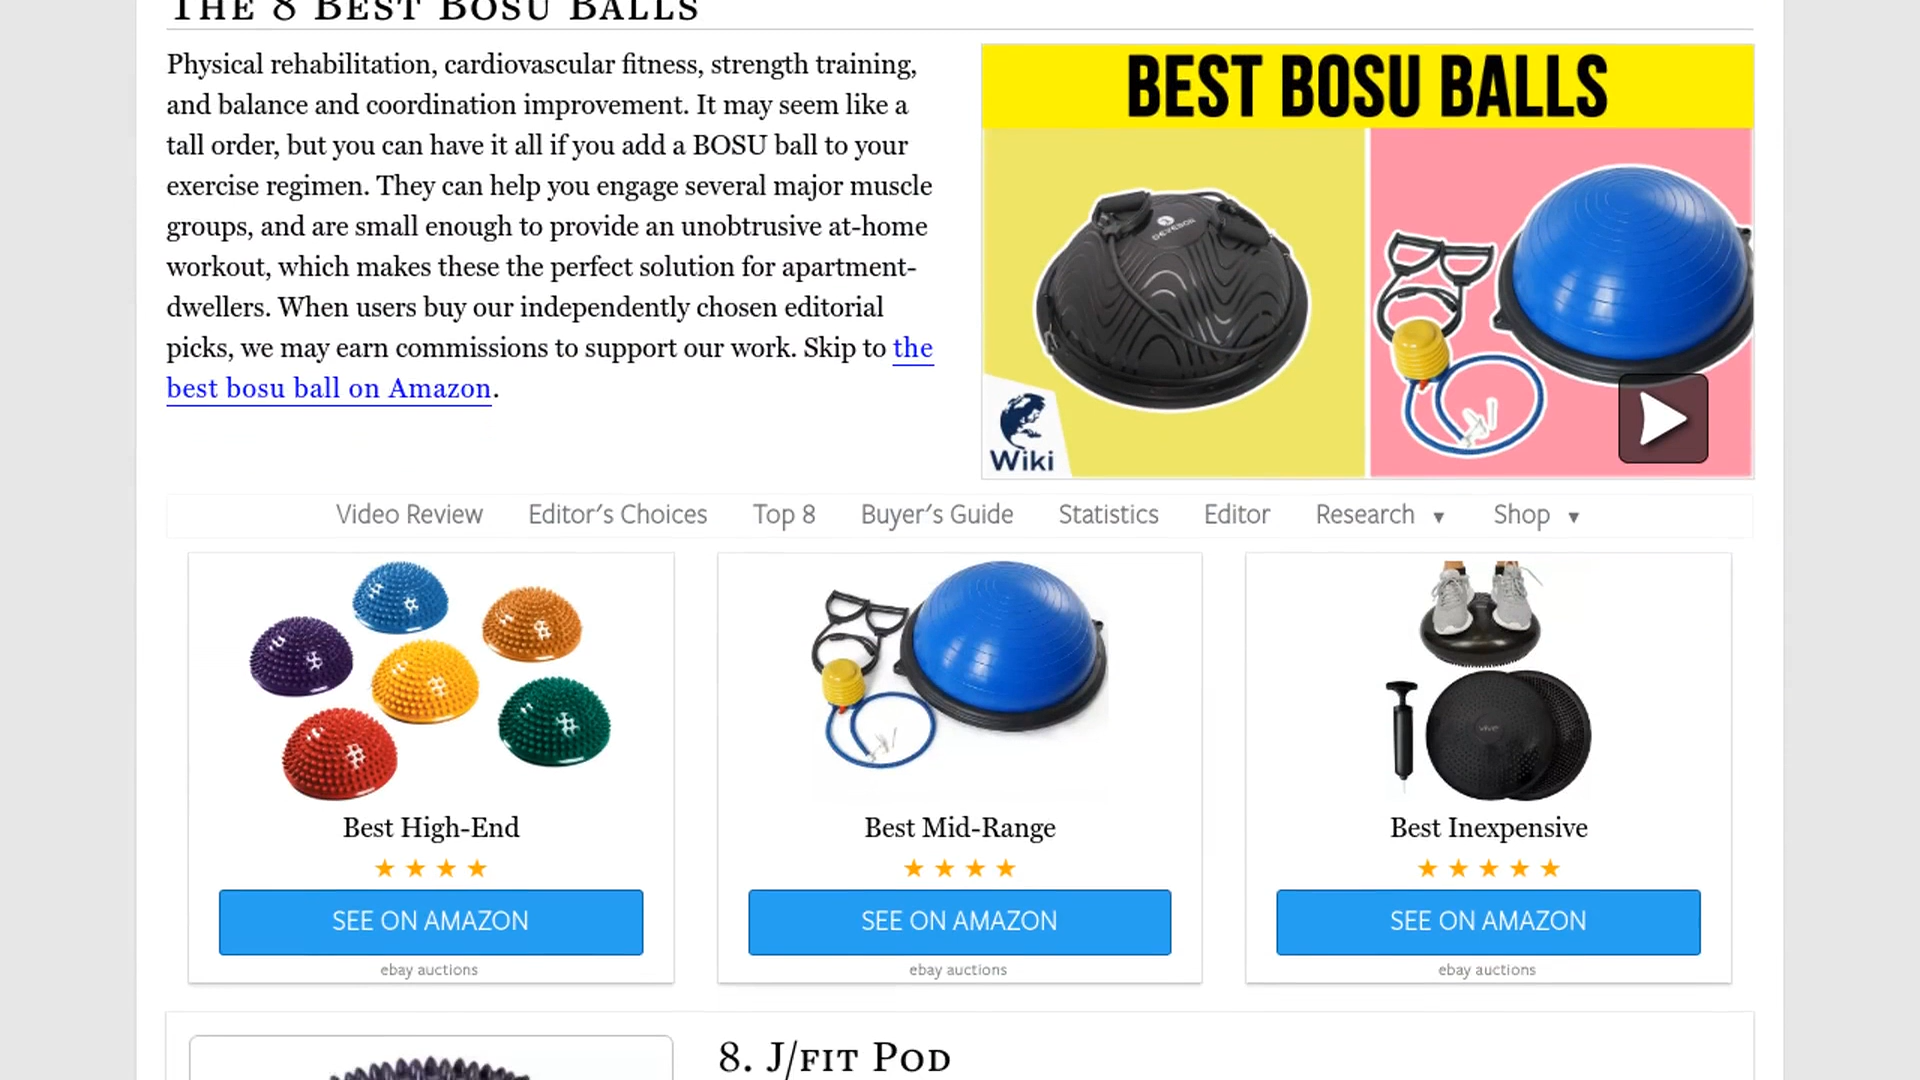 The 8 Best Bosu Balls
Physical rehabilitation, cardiovascular fitness, strength training,
and balance and coordination improvement. It may seem like a
tall order, but you can have it all if you add a BOSU ball to your
exercise regimen. They can help you engage several major muscle
groups, and are small enough to provide an unobtrusive at-home
workout, which makes these the perfect solution for apartment-
dwellers. When users buy our independently chosen editorial
picks, we may earn commissions to support our work. Skip to the
best bosu ball on Amazon.
BEST BOSU BALLS
DEVEBOR
Wiki
Video Review Editor's Choices Top 8 Buyer's Guide Statistics Editor Research ▼ Shop ▼
VIVE
Best High-End
Best Mid-Range
Best Inexpensive
SEE ON AMAZON
SEE ON AMAZON
SEE ON AMAZON
ebay auctions
ebay auctions
ebay auctions
8. J/fit Pod